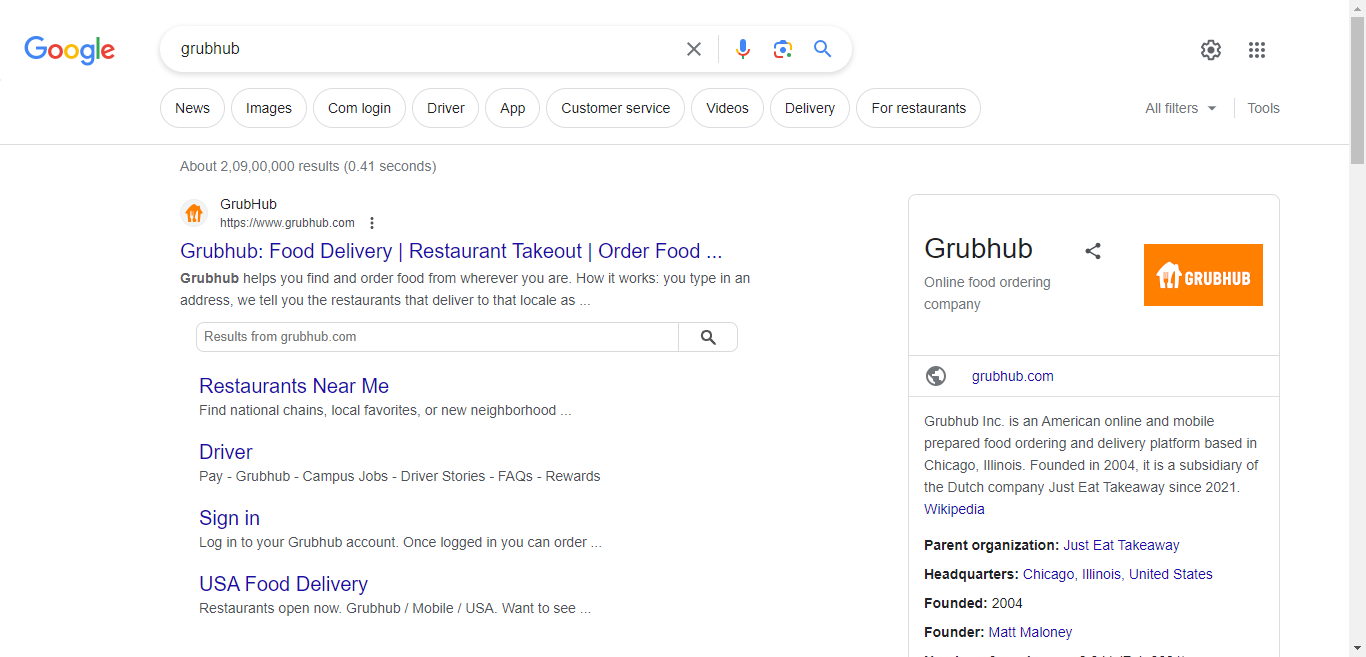 Google
grubhub
News
Images
Com login
Driver
App
Customer service
Videos
Delivery
For restaurants
All filters
Tools
About 2,09,00,000 results (0.41 seconds)
GrubHub
https://www.grubhub.com
Grubhub: Food Delivery | Restaurant Takeout | Order Food ...
Grubhub helps you find and order food from wherever you are. How it works: you type in an
address, we tell you the restaurants that deliver to that locale as ...
Results from grubhub.com
Restaurants Near Me
Find national chains, local favorites, or new neighborhood ...
Driver
Pay - Grubhub - Campus Jobs - Driver Stories - FAQs - Rewards
Sign in
Log in to your Grubhub account. Once logged in you can order ...
USA Food Delivery
Restaurants open now. Grubhub / Mobile / USA. Want to see ...
Grubhub
Online food ordering
company
GRUBHUB
grubhub.com
Grubhub Inc. is an American online and mobile
prepared food ordering and delivery platform based in
Chicago, Illinois. Founded in 2004, it is a subsidiary of
the Dutch company Just Eat Takeaway since 2021.
Wikipedia
Parent organization: Just Eat Takeaway
Headquarters: Chicago, Illinois, United States
Founded: 2004
Founder: Matt Maloney